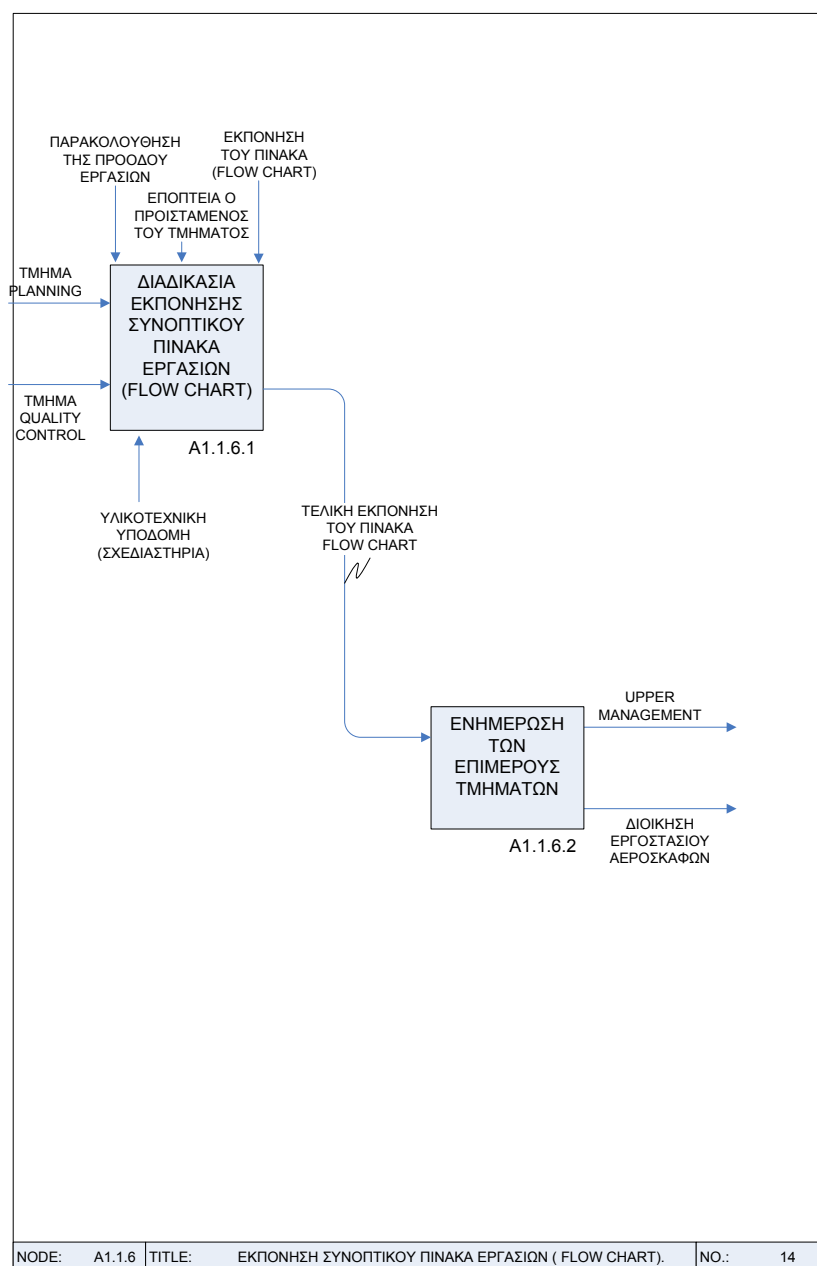 ΠΑΡΑΚΟΛΟΥΘΗΣΗ
ΤΗΣ ΠΡΟΟΔΟΥ
ΕΡΓΑΣΙΩΝ
ΕΚΠΟΝΗΣΗ
ΤΟΥ ΠΙΝΑΚΑ
(FLOW CHART)
ΕΠΟΠΤΕΙΑ Ο
ΠΡΟΙΣΤΑΜΕΝΟΣ
ΤΟΥ ΤΜΗΜΑΤΟΣ
ΤΜΗΜΑ
PLANNING
ΔΙΑΔΙΚΑΣΙΑ
ΕΚΠΟΝΗΣΗΣ
ΣΥΝΟΠΤΙΚΟΥ
ΠΙΝΑΚΑ
ΕΡΓΑΣΙΩΝ
(FLOW CHART)
ΤΜΗΜΑ
QUALITY
CONTROL
A1.1.6.1
ΥΛΙΚΟΤΕΧΝΙΚΗ
ΥΠΟΔΟΜΗ
(ΣΧΕΔΙΑΣΤΗΡΙΑ)
ΤΕΛΙΚΗ ΕΚΠΟΝΗΣΗ
ΤΟΥ ΠΙΝΑΚΑ
FLOW CHART
ΕΝΗΜΕΡΩΣΗ
ΤΩΝ
ΕΠΙΜΕΡΟΥΣ
ΤΜΗΜΑΤΩΝ
A1.1.6.2
UPPER
MANAGEMENT
ΔΙΟΙΚΗΣΗ
ΕΡΓΟΣΤΑΣΙΟΥ
ΑΕΡΟΣΚΑΦΩΝ
NODE: A1.1.6 TITLE: ΕΚΠΟΝΗΣΗ ΣΥΝΟΠΤΙΚΟΥ ΠΙΝΑΚΑ ΕΡΓΑΣΙΩΝ ( FLOW CHART). NO.: 14